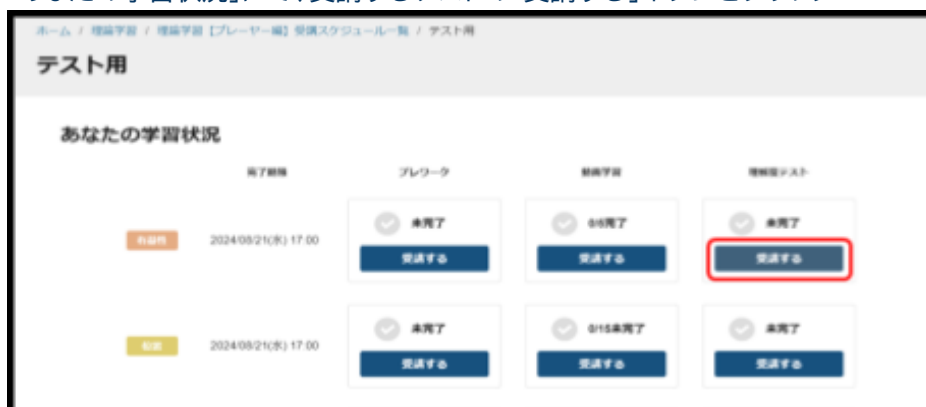 ホーム / 理論学習 / 理論学習【プレーヤー編】受講スケジュール一覧 / テスト用
テスト用
あなたの学習状況
完了期限 プレワーク 動画学習 理解度テスト
2024/08/21(水) 17:00 未完了 0/6完了 未完了
受講する 受講する 受講する
2024/08/21(水) 17:00 未完了 0/15未完了 未完了
受講する 受講する 受講する